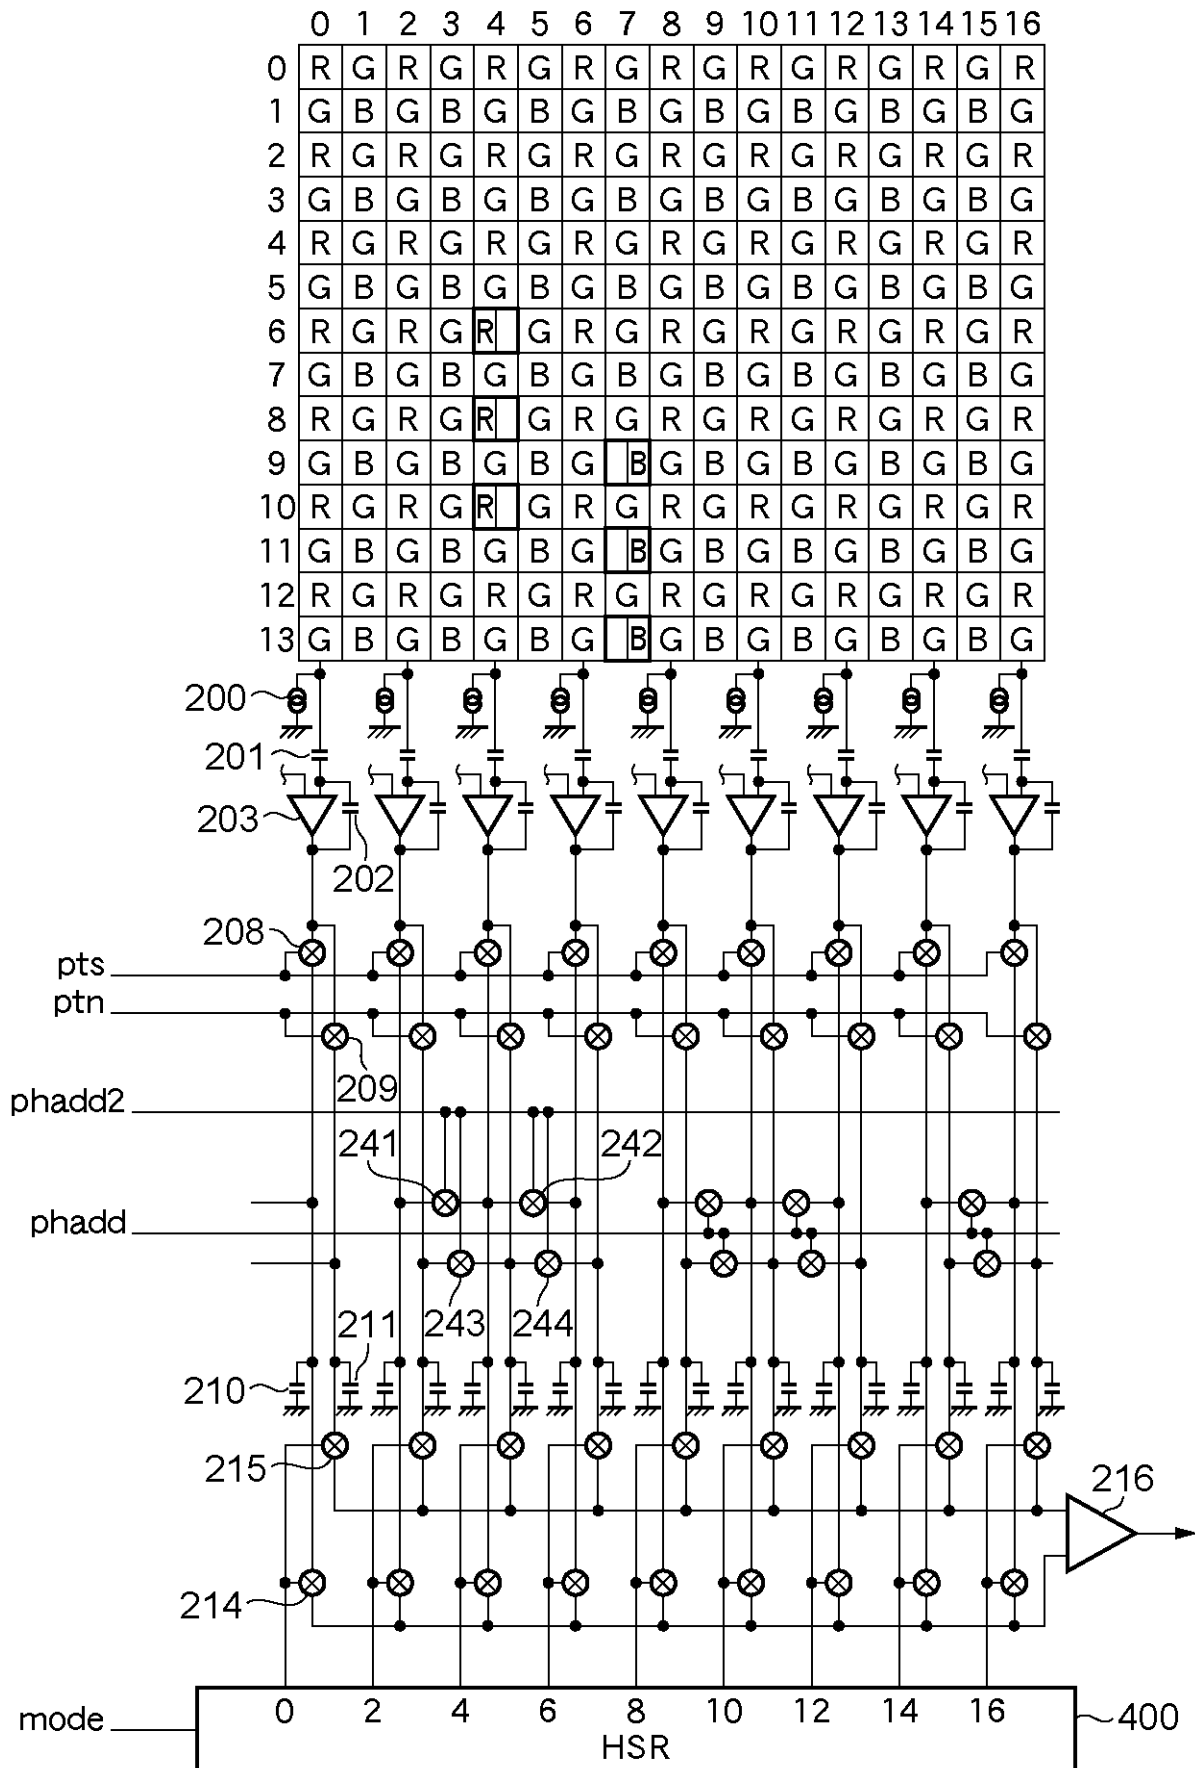 0 1 2 3 4 5 6 7 8 9 10 11 12 13 14 15 16
0 R G R G R G R G R G R G R G R G R
1 G B G B G B G B G B G B G B G B G
2 R G R G R G R G R G R G R G R G R
3 G B G B G B G B G B G B G B G B G
4 R G R G R G R G R G R G R G R G R
5 G B G B G B G B G B G B G B G B G
6 R G R G R G R G R G R G R G R G R
7 G B G B G B G B G B G B G B G B G
8 R G R G R G R G R G R G R G R G R
9 G B G B G B G B G B G B G B G B G
10 R G R G R G R G R G R G R G R G R
11 G B G B G B G B G B G B G B G B G
12 R G R G R G R G R G R G R G R G R
13 G B G B G B G B G B G B G B G B G
200
201
203
202
208
pts
ptn
209
phadd2
241 242
phadd
243 244
211
210
215
216
214
0 2 4 6 8 10 12 14 16
mode
400
HSR